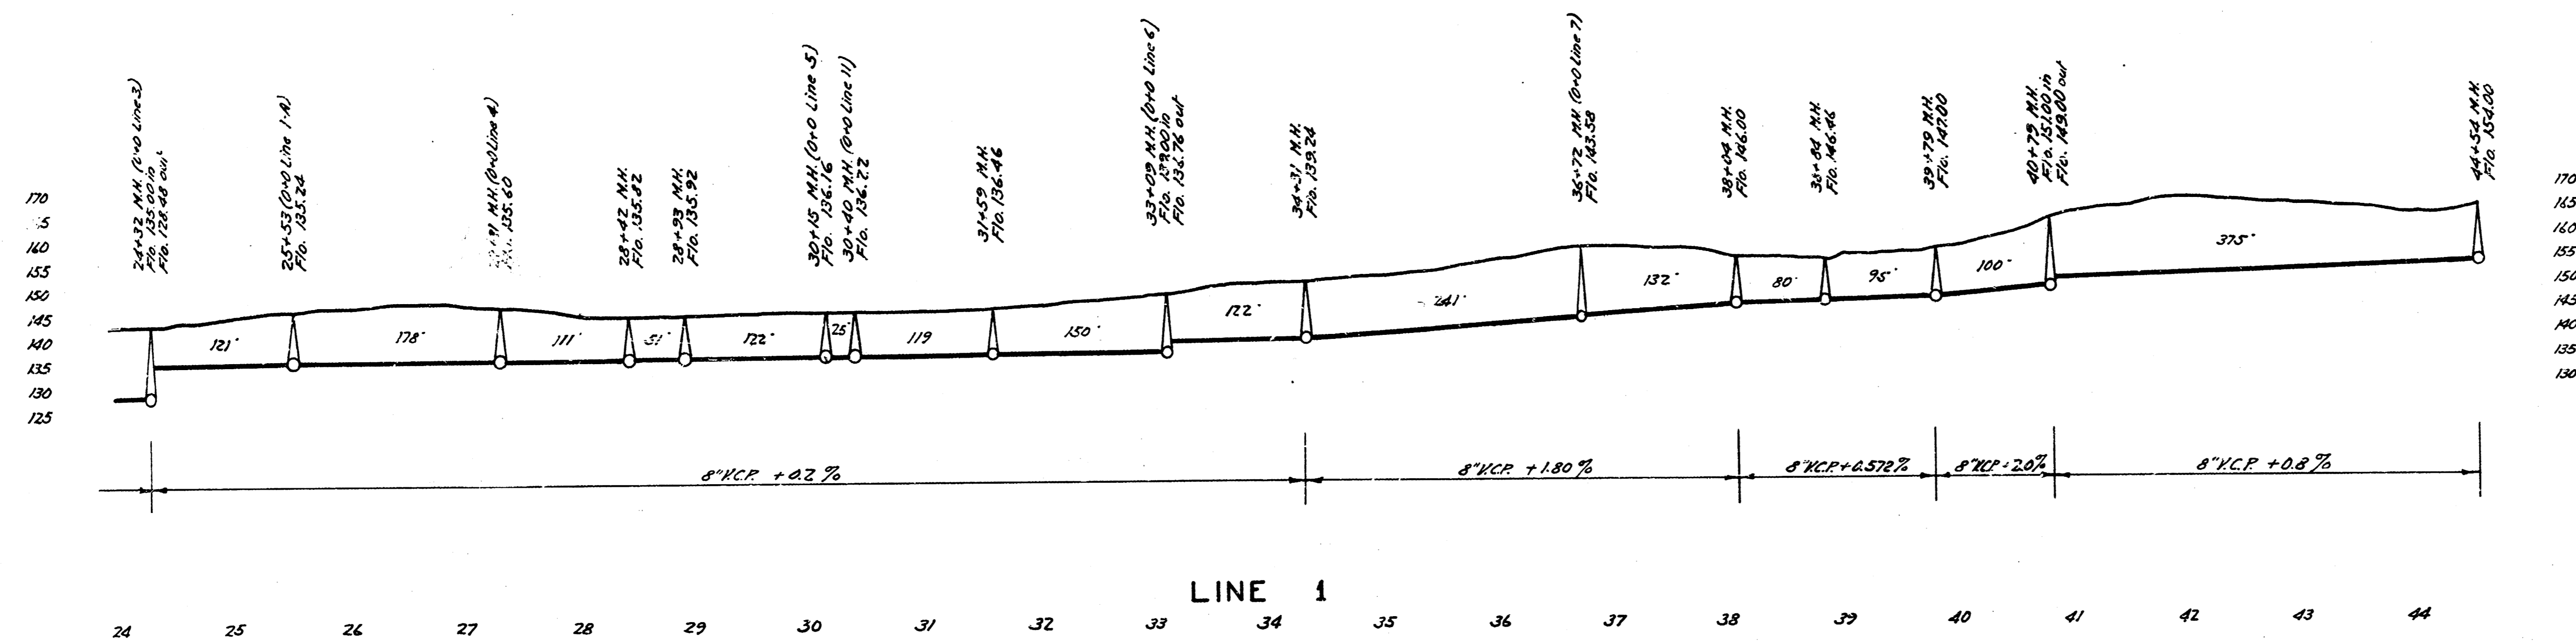 24+32 M.H. (0+0 Line 3)
Flo. 135.00 in
Flo. 128.48 out
25+53 (0+0 Line 1-A)
Flo. 135.24
M.H. (0+0 Line 4)
135.60
28+42 M.H.
Flo. 135.82
28+93 M.H.
Flo. 135.92
30+15 M.H. (0+0 Line 5)
Flo. 136.16
30+40 M.H. (0+0 Line 11)
Flo. 136.22
31+59 M.H.
Flo. 136.46
33+09 M.H. (0+0 Line 6)
Flo. 139.00 in
Flo. 136.76 out
34+31 M.H.
Flo. 139.24
36+72 M.H. (0+0 Line 7)
Flo. 143.58
38+04 M.H.
Flo. 146.00
38+84 M.H.
Flo. 146.46
39+79 M.H.
Flo. 147.00
40+79 M.H.
Flo. 151.00 in
Flo. 149.00 out
44+54 M.H.
Flo. 154.00
170
160
155
150
145
140
135
130
125
170
165
160
155
150
145
140
135
130
121'
178'
111'
51'
122'
25'
119
150'
122'
241'
132'
80'
95'
100'
375'
8" V.C.P. +0.2 %
8" V.C.P. +1.80 %
8" V.C.P. +0.572 %
8" V.C.P. +2.0 %
8" V.C.P. +0.8 %
LINE 1
24 25 26 27 28 29 30 31 32 33 34 35 36 37 38 39 40 41 42 43 44